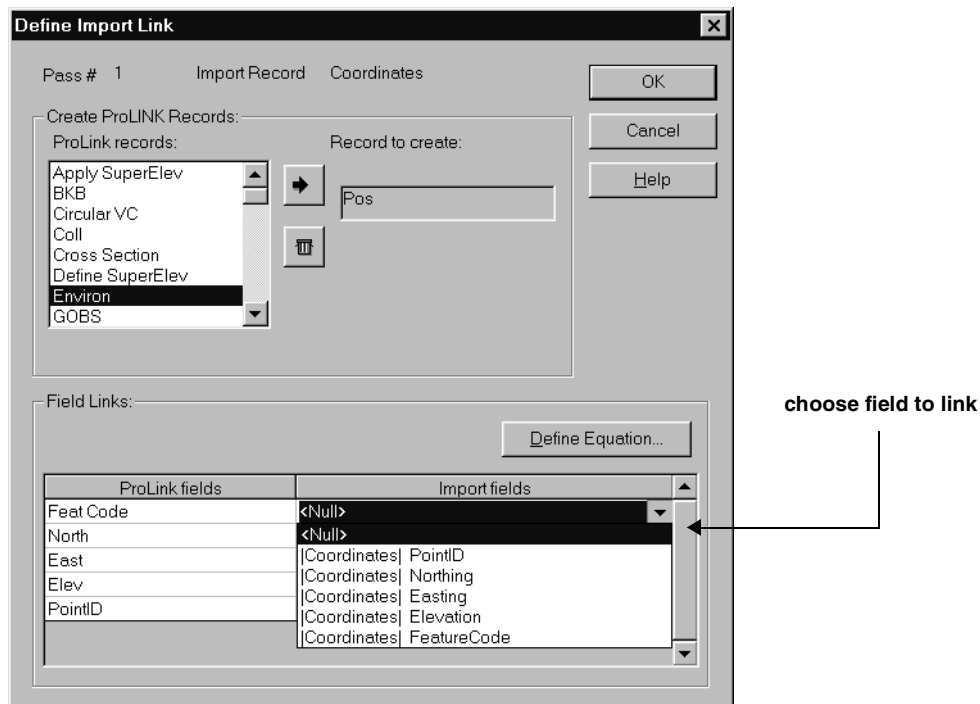 Define Import Link
Pass # 1 Import Record Coordinates
OK
Create ProLINK Records:
Cancel
ProLink records: Record to create:
Help
Apply SuperElev
BKB
Circular VC
Coll
Cross Section
Define SuperElev
Environ
GOBS
Pos
Field Links:
choose field to link
Define Equation...
ProLink fields Import fields
Feat Code <Null>
North <Null>
East |Coordinates| PointID
Elev |Coordinates| Northing
PointID |Coordinates| Easting
|Coordinates| Elevation
|Coordinates| FeatureCode